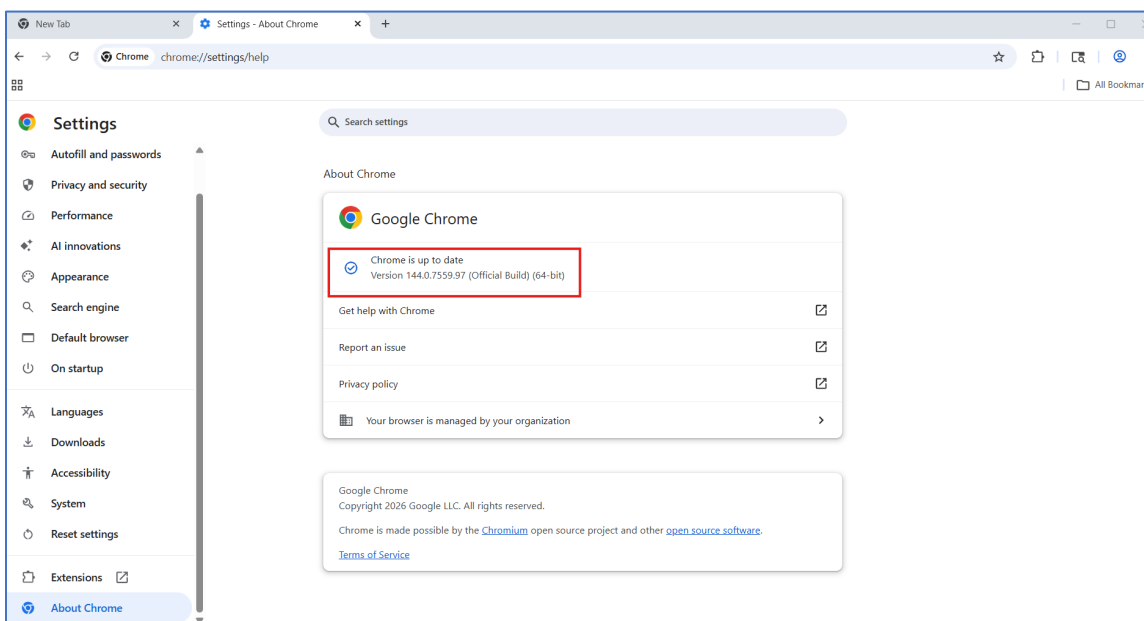 New Tab
Settings - About Chrome
Chrome chrome://settings/help
All Bookmar
Settings
Search settings
Autofill and passwords
Privacy and security
Performance
AI innovations
Appearance
Search engine
Default browser
On startup
Languages
Downloads
Accessibility
System
Reset settings
Extensions
About Chrome
About Chrome
Google Chrome
Chrome is up to date
Version 144.0.7559.97 (Official Build) (64-bit)
Get help with Chrome
Report an issue
Privacy policy
Your browser is managed by your organization
Google Chrome
Copyright 2026 Google LLC. All rights reserved.
Chrome is made possible by the Chromium open source project and other open source software.
Terms of Service